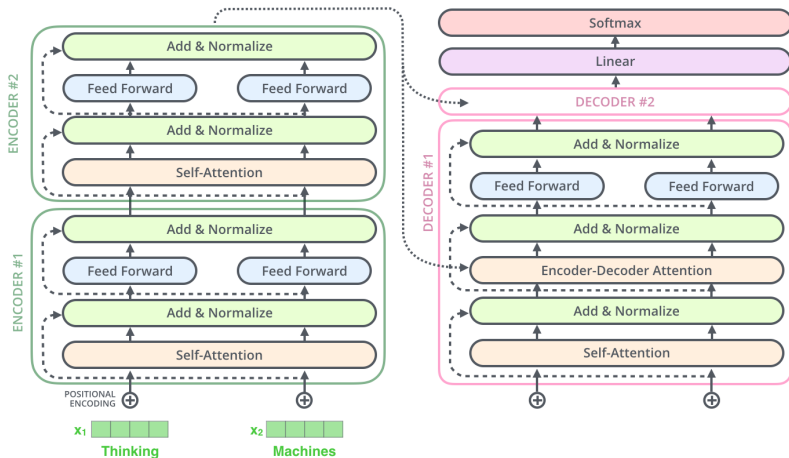 ENCODER #2
Add & Normalize
Feed Forward
Feed Forward
Add & Normalize
Self-Attention
ENCODER #1
Add & Normalize
Feed Forward
Feed Forward
Add & Normalize
Self-Attention
POSITIONAL
ENCODING
x₁
x₂
Thinking
Machines
Softmax
Linear
DECODER #2
DECODER #1
Add & Normalize
Feed Forward
Feed Forward
Add & Normalize
Encoder-Decoder Attention
Add & Normalize
Self-Attention